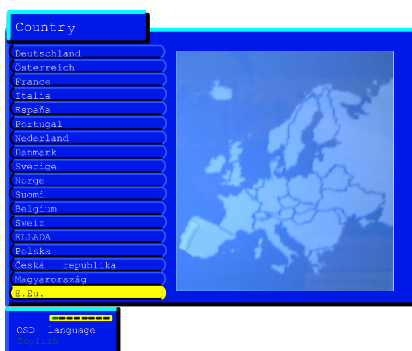 Country
Deutschland
Österreich
France
Italia
España
Portugal
Nederland
Danmark
Sverige
Norge
Suomi
Belgium
Sweiz
ELLADA
Polska
Česká republika
Magyarország
E.Eu.
OSD Language
English